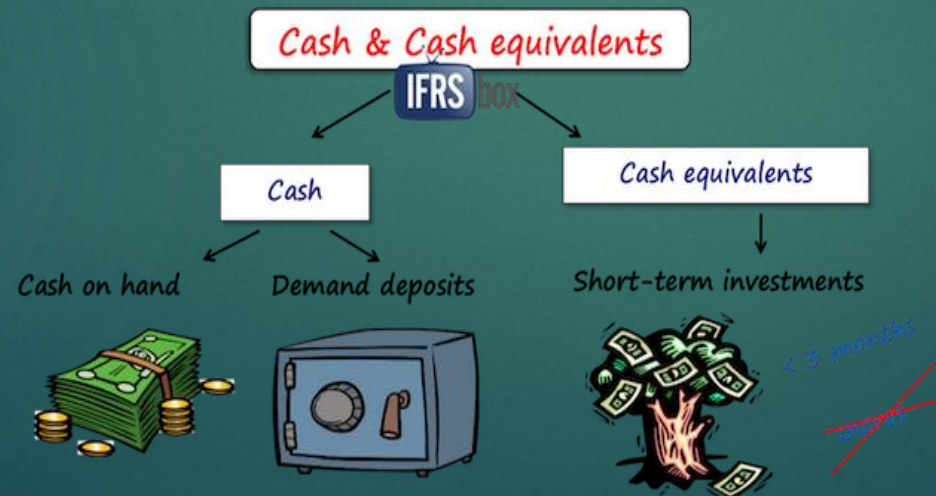 Cash & Cash equivalents
IFRS box
Cash
Cash equivalents
Cash on hand
Demand deposits
Short-term investments
< 3 months